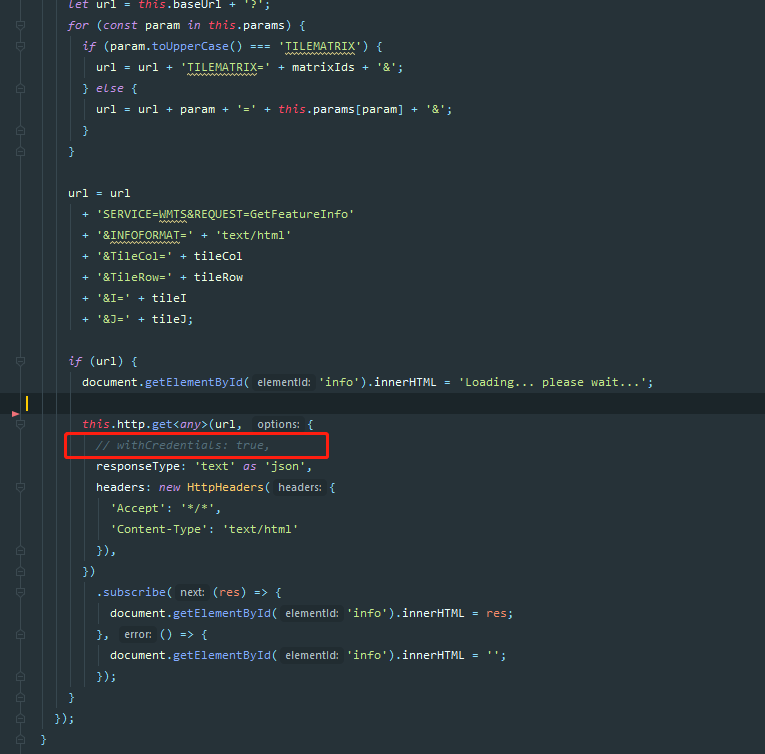 let url = this.baseUrl + '?';
for (const param in this.params) {
if (param.toUpperCase() === 'TILEMATRIX') {
url = url + 'TILEMATRIX=' + matrixIds + '&';
} else {
url = url + param + '=' + this.params[param] + '&';
}
}
url = url
+ 'SERVICE=WMTS&REQUEST=GetFeatureInfo'
+ '&INFOFORMAT=' + 'text/html'
+ '&TileCol=' + tileCol
+ '&TileRow=' + tileRow
+ '&I=' + tileI
+ '&J=' + tileJ;
if (url) {
document.getElementById( elementId: 'info').innerHTML = 'Loading... please wait...';
this.http.get<any>(url, options: {
// withCredentials: true,
responseType: 'text' as 'json',
headers: new HttpHeaders( headers: {
'Accept': '*/*',
'Content-Type': 'text/html'
}),
})
.subscribe( next: (res) => {
document.getElementById( elementId: 'info').innerHTML = res;
}, error: () => {
document.getElementById( elementId: 'info').innerHTML = '';
});
}
});
}